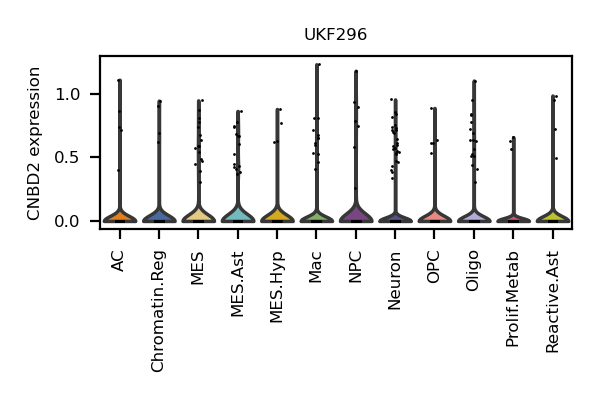 UKF296
CNBD2 expression
1.0
0.5
0.0
AC
Chromatin.Reg
MES
MES.Ast
MES.Hyp
Mac
NPC
Neuron
OPC
Oligo
Prolif.Metab
Reactive.Ast